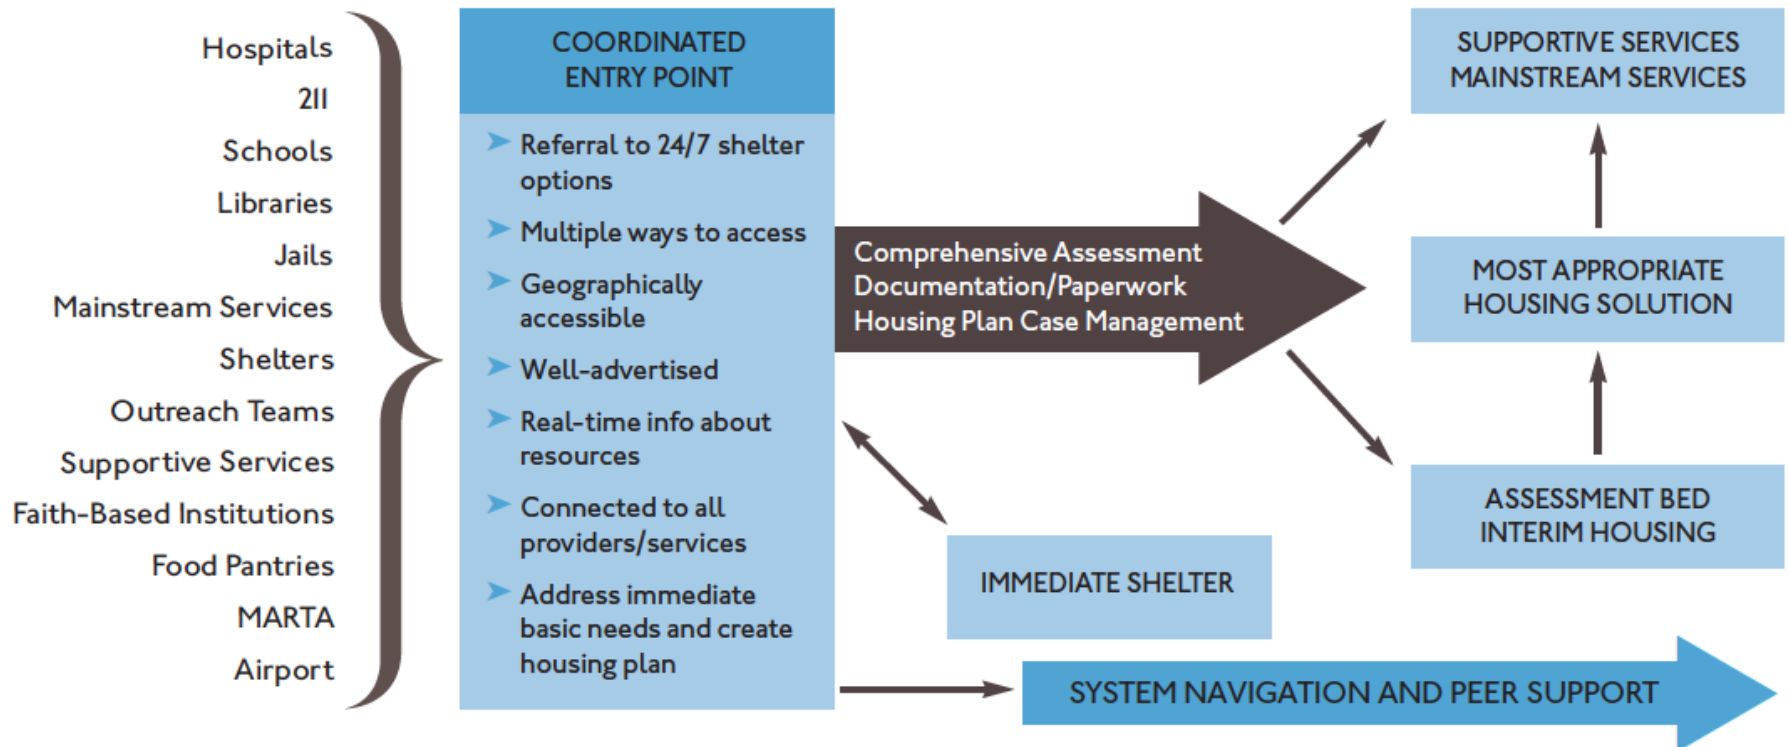 Hospitals
211
Schools
Libraries
Jails
Mainstream Services
Shelters
Outreach Teams
Supportive Services
Faith-Based Institutions
Food Pantries
MARTA
Airport
COORDINATED
ENTRY POINT
Referral to 24/7 shelter
options
Multiple ways to access
Geographically
accessible
Well-advertised
Real-time info about
resources
Connected to all
providers/services
Address immediate
basic needs and create
housing plan
Comprehensive Assessment
Documentation/Paperwork
Housing Plan Case Management
IMMEDIATE SHELTER
SYSTEM NAVIGATION AND PEER SUPPORT
SUPPORTIVE SERVICES
MAINSTREAM SERVICES
MOST APPROPRIATE
HOUSING SOLUTION
ASSESSMENT BED
INTERIM HOUSING